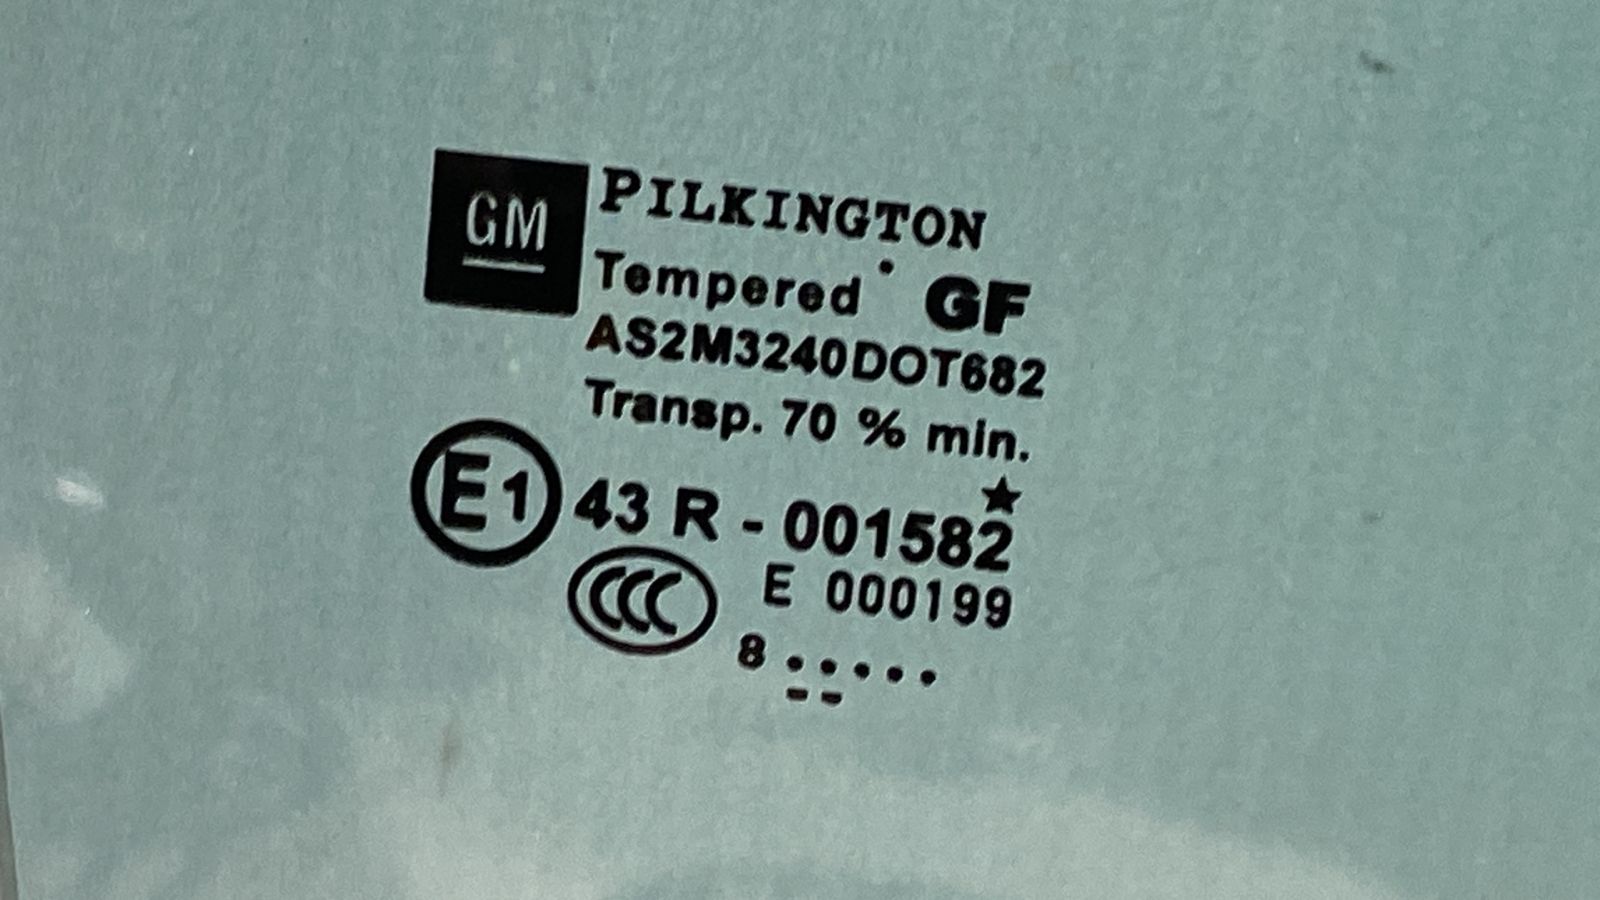 GM
PILKINGTON
Tempered GF
AS2M3240DOT682
Transp. 70 % min.
E1 43 R - 001582
CCC E 000199
8 .....